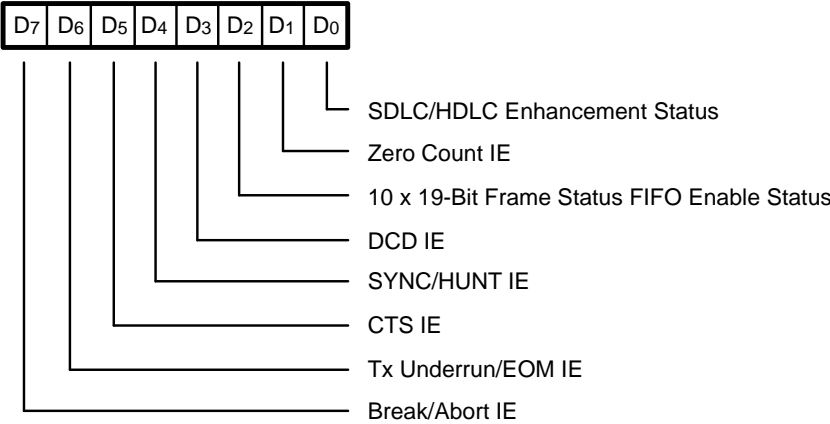 D7 D6 D5 D4 D3 D2 D1 D0
SDLC/HDLC Enhancement Status
Zero Count IE
10 x 19-Bit Frame Status FIFO Enable Status
DCD IE
SYNC/HUNT IE
CTS IE
Tx Underrun/EOM IE
Break/Abort IE